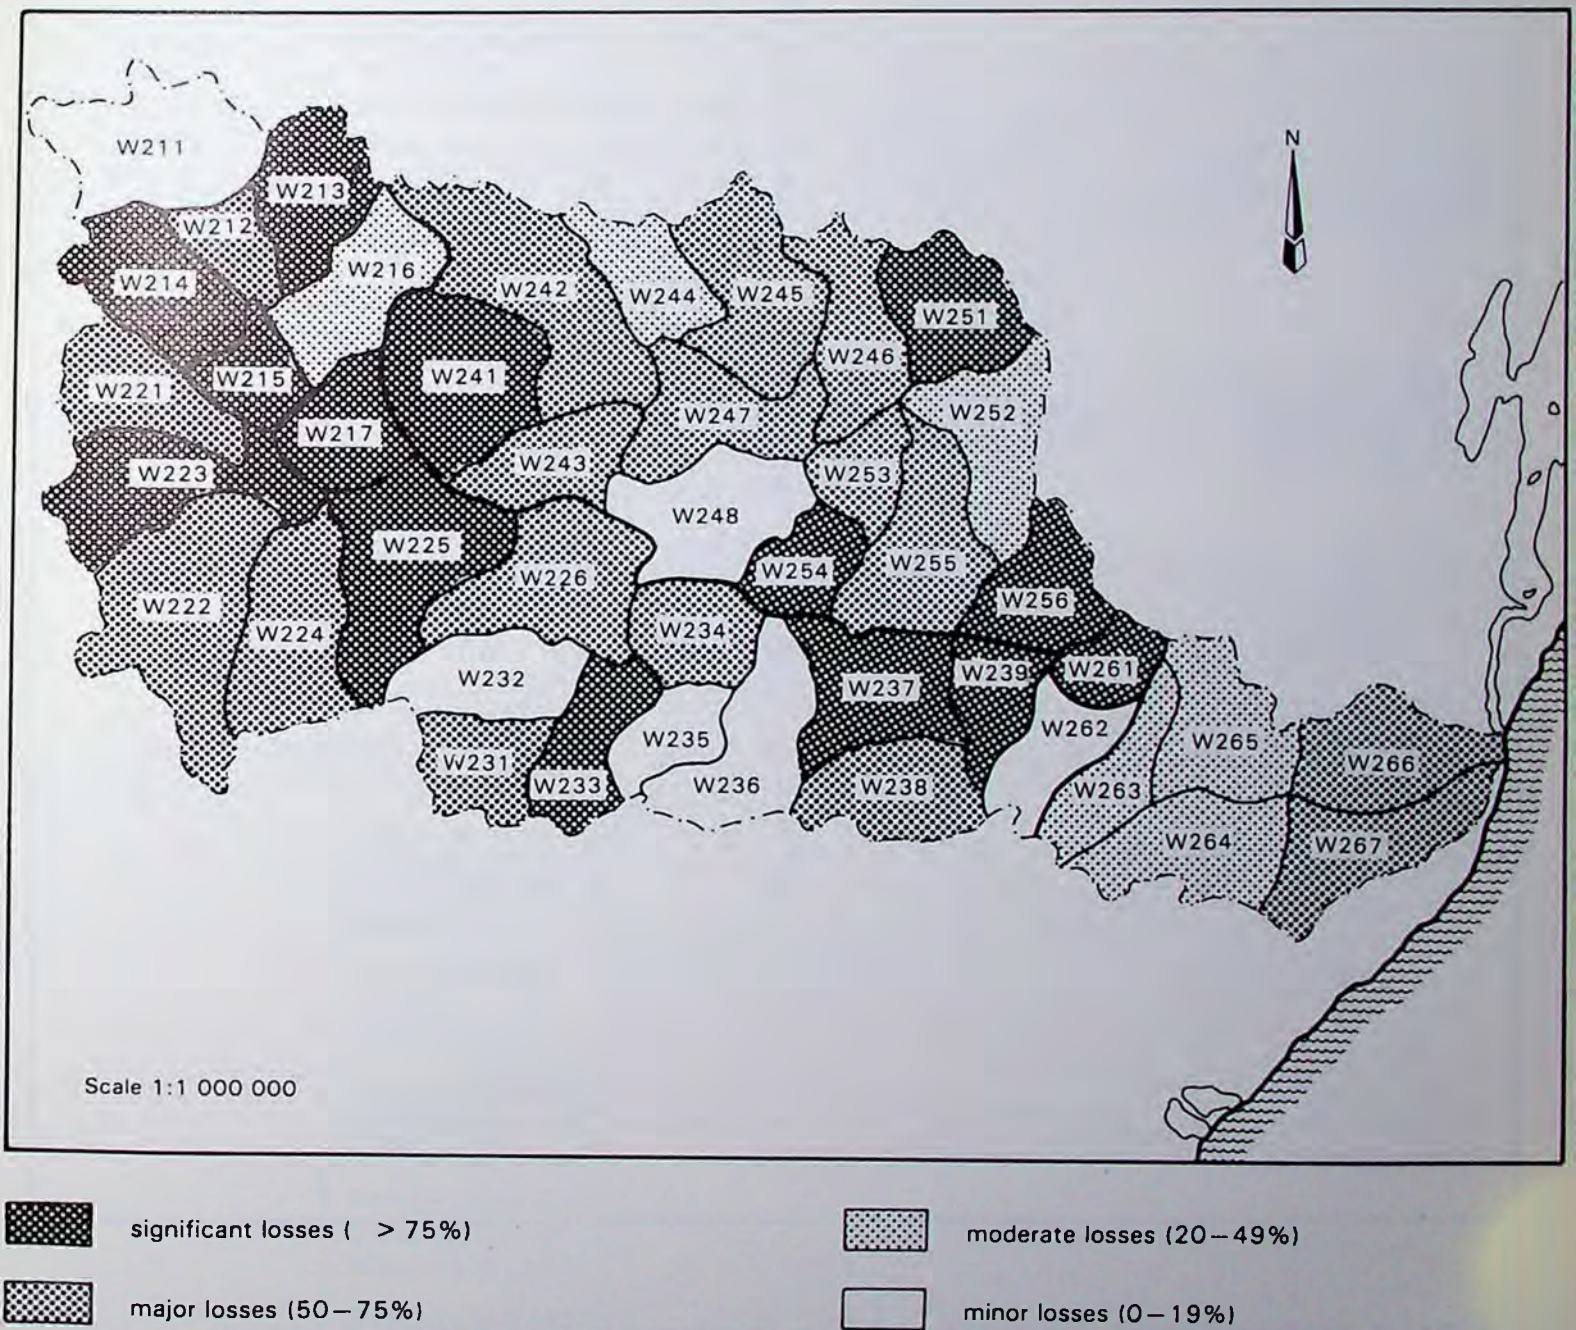 N
W211
W213
W212
W216
W214
W242
W244
W245
W251
W246
W215
W241
W221
W247
W252
W217
W243
W223
W253
W248
W225
W254
W255
W226
W256
W222
W224
W234
W239
W261
W232
W237
W262
W235
W265
W231
W266
W233
W236
W238
W263
W264
W267
Scale 1:1 000 000
significant losses ( > 75%)
moderate losses (20–49%)
major losses (50–75%)
minor losses (0–19%)